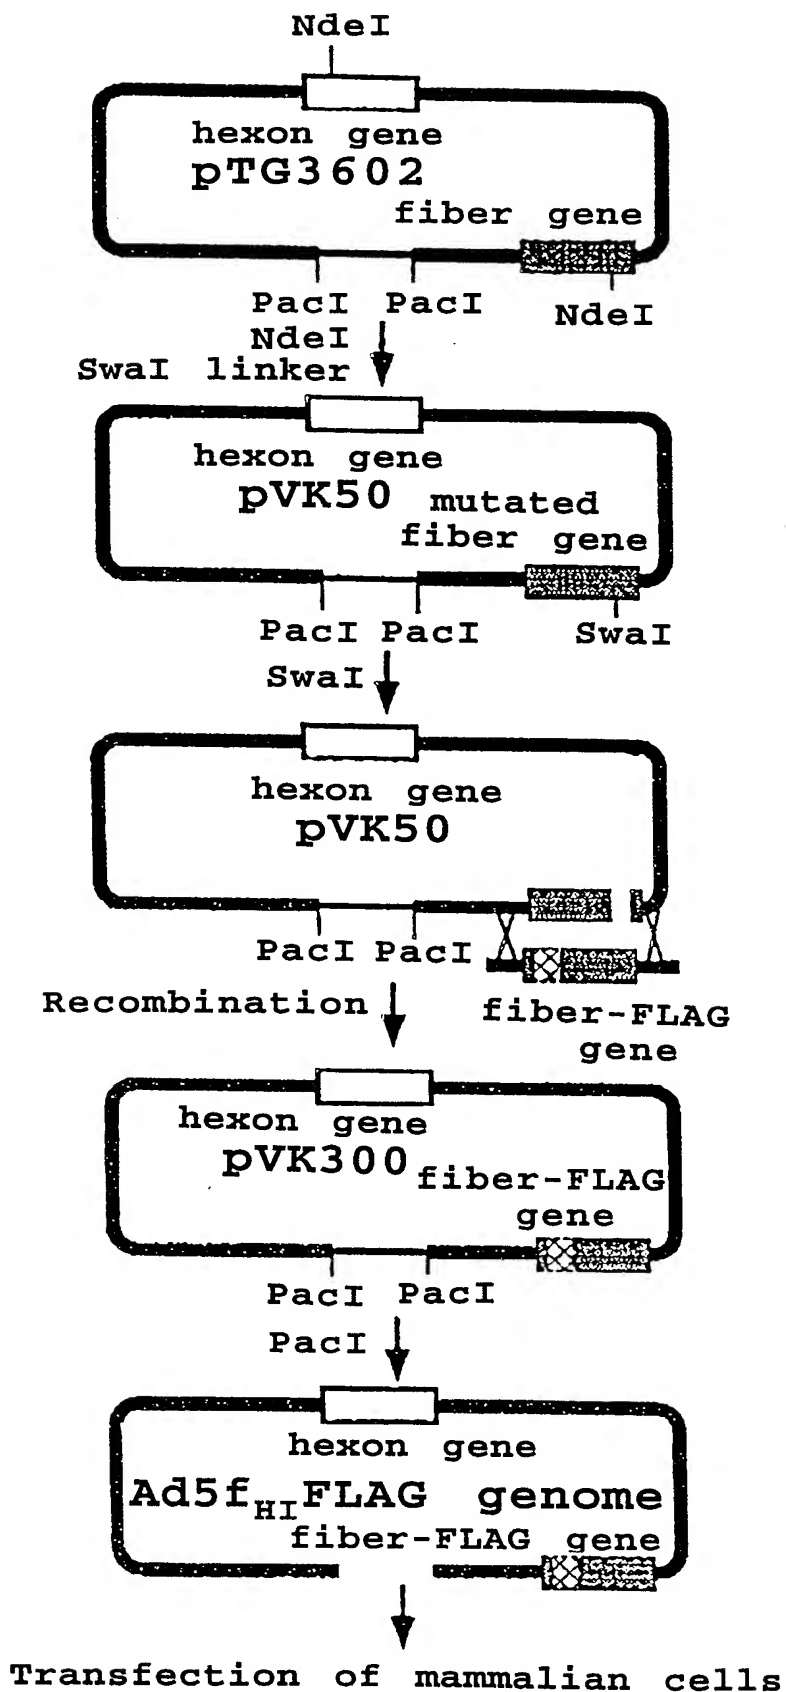 NdeI
hexon gene
pTG3602
fiber gene
PacI PacI
NdeI
NdeI
SwaI linker
hexon gene
pVK50 mutated
fiber gene
PacI PacI
SwaI
SwaI
hexon gene
pVK50
PacI PacI
Recombination
fiber-FLAG
gene
hexon gene
pVK300
fiber-FLAG
gene
PacI PacI
PacI
hexon gene
Ad5fHIFLAG genome
fiber-FLAG gene
Transfection of mammalian cells